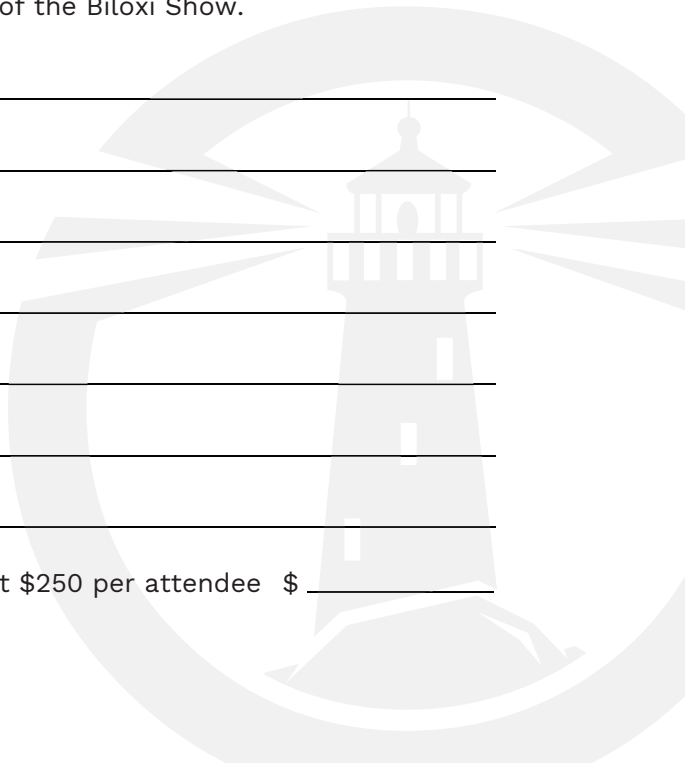 of the Biloxi Show.
t $250 per attendee $